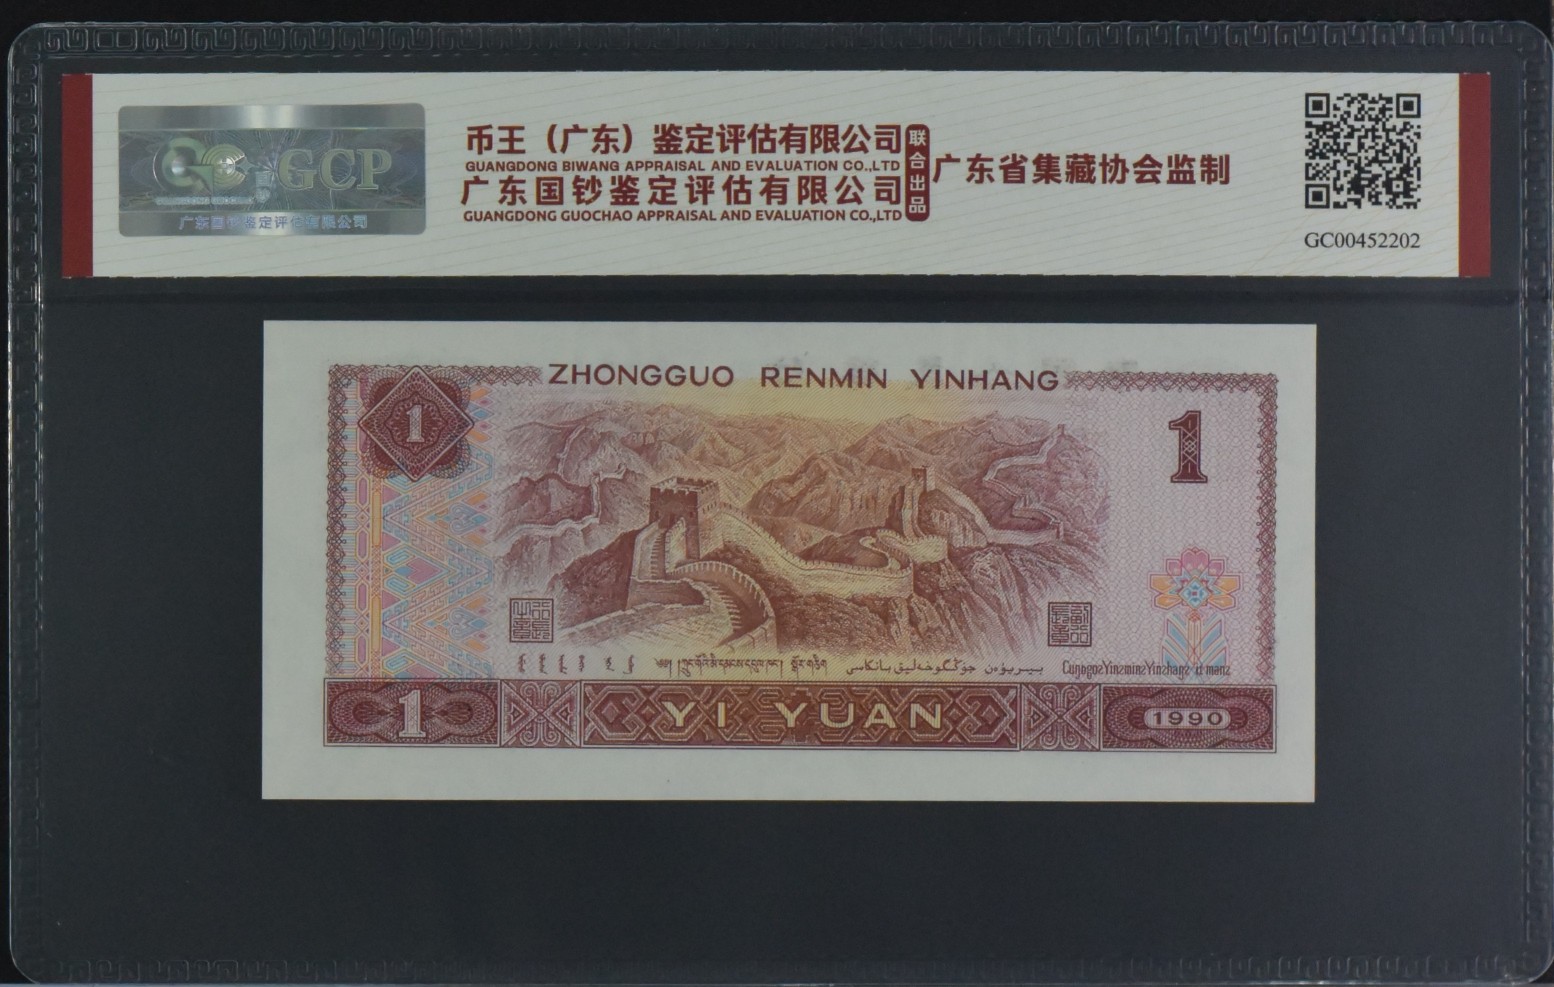 币王（广东）鉴定评估有限公司
GUANGDONG BIWANG APPRAISAL AND EVALUATION CO.,LTD
广东国钞鉴定评估有限公司
GUANGDONG GUOCHAO APPRAISAL AND EVALUATION CO.,LTD
联合出品
广东省集藏协会监制
GCP
广东国钞鉴定评估有限公司
GC00452202
ZHONGGUO RENMIN YINHANG
1
1
1
YI YUAN
1990